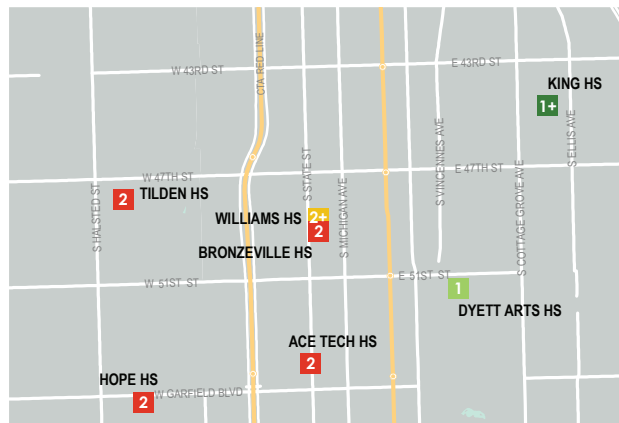 W 43RD ST
E 43RD ST
CTA RED LINE
KING HS
1+
S ELLIS AVE
W 47TH ST
E 47TH ST
S HALSTED ST.
2
TILDEN HS
S STATE ST
S MICHIGAN AVE
S VINCENNES AVE
S COTTAGE GROVE AVE
WILLIAMS HS
2+
2
BRONZEVILLE HS
W 51ST ST
E 51ST ST
1
DYETT ARTS HS
ACE TECH HS
2
HOPE HS
2
W GARFIELD BLVD